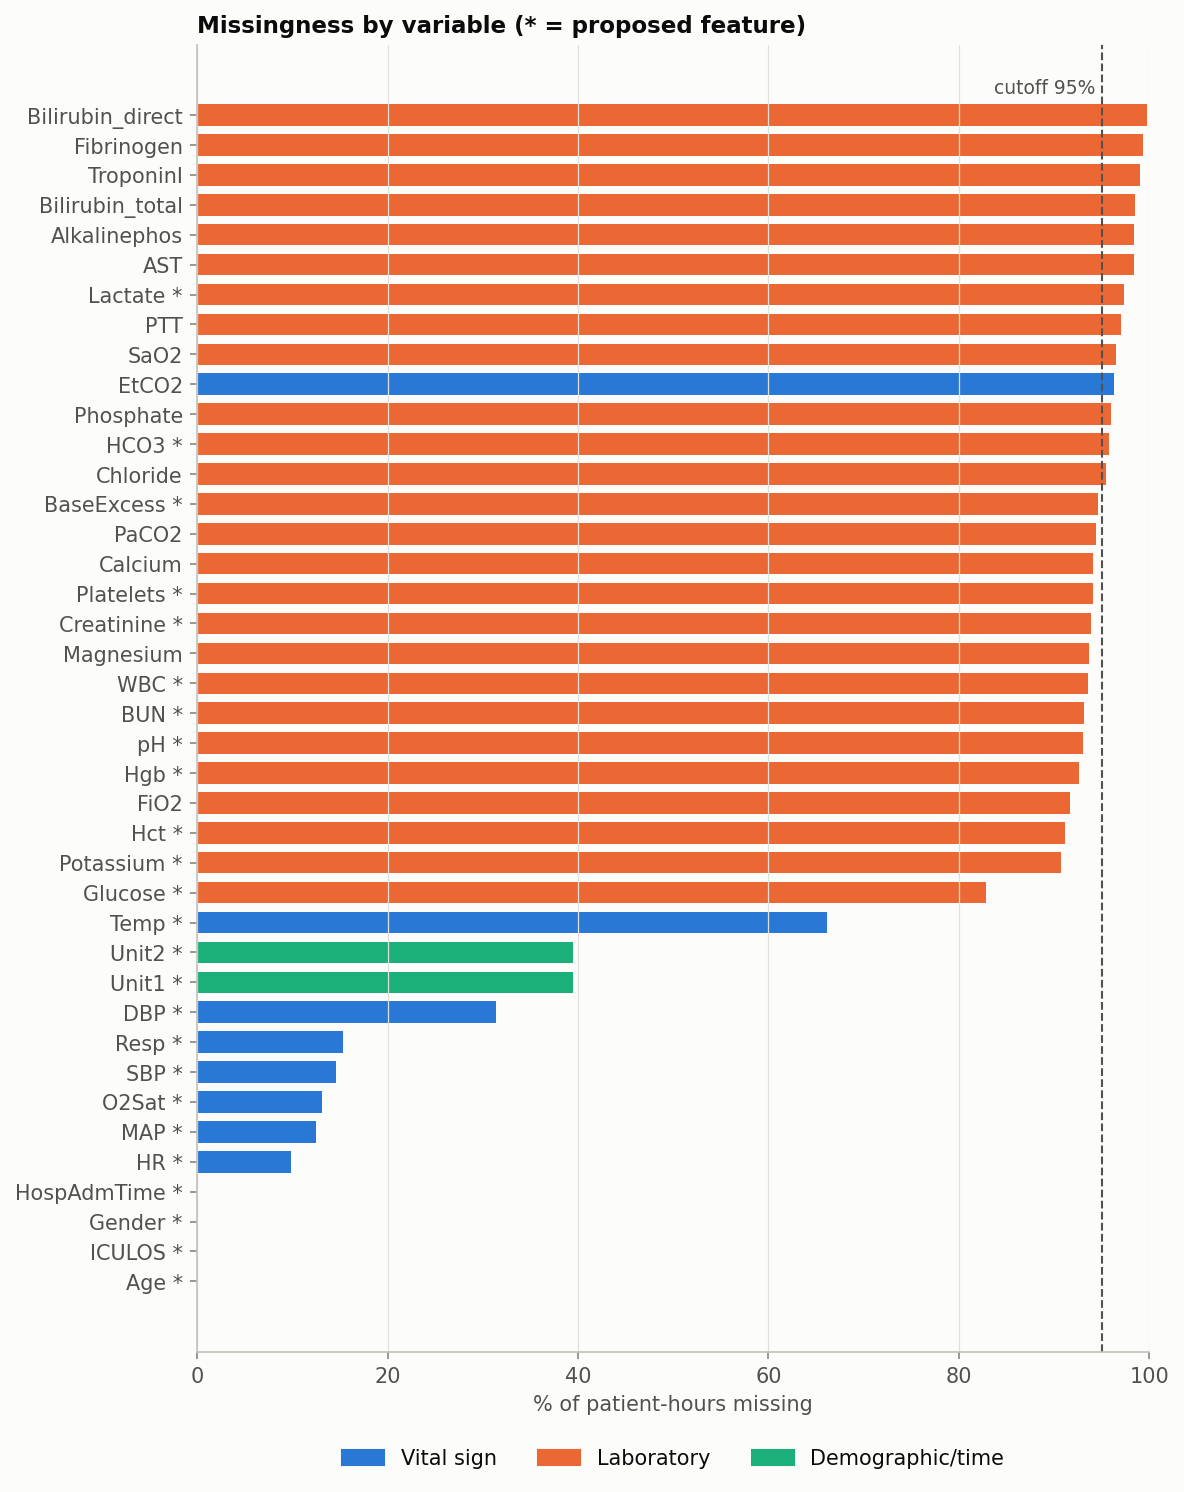 Missingness by variable (* = proposed feature)
cutoff 95%
Bilirubin_direct
Fibrinogen
TroponinI
Bilirubin_total
Alkalinephos
AST
Lactate *
PTT
SaO2
EtCO2
Phosphate
HCO3 *
Chloride
BaseExcess *
PaCO2
Calcium
Platelets *
Creatinine *
Magnesium
WBC *
BUN *
pH *
Hgb *
FiO2
Hct *
Potassium *
Glucose *
Temp *
Unit2 *
Unit1 *
DBP *
Resp *
SBP *
O2Sat *
MAP *
HR *
HospAdmTime *
Gender *
ICULOS *
Age *
0 20 40 60 80 100
% of patient-hours missing
Vital sign Laboratory Demographic/time